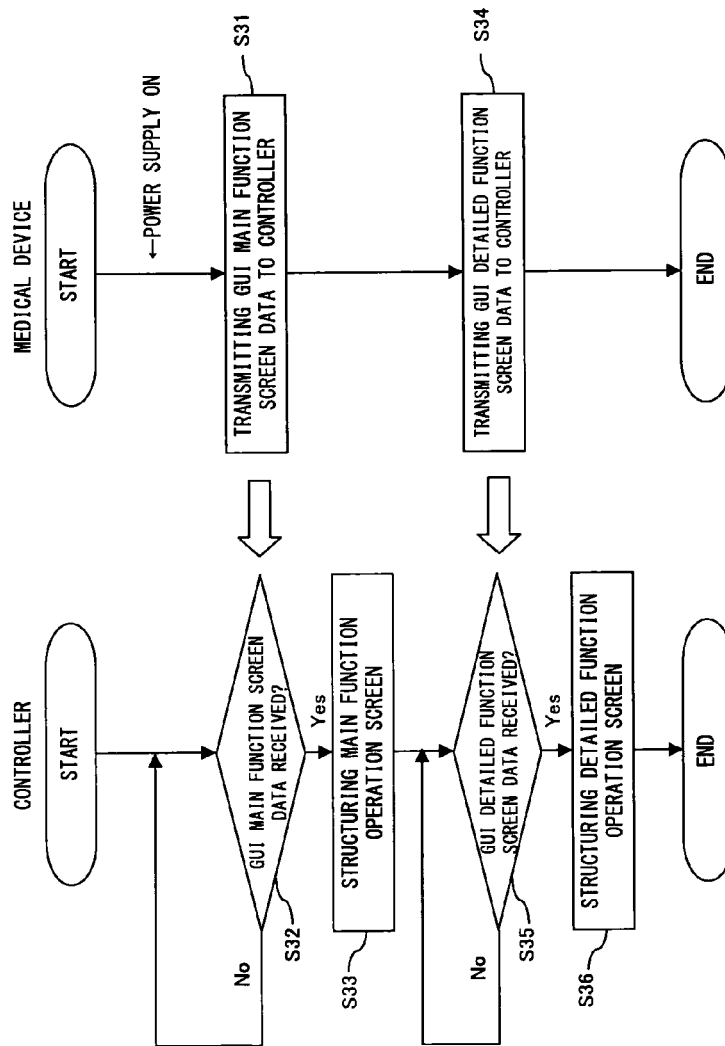 CONTROLLER
START
GUI MAIN FUNCTION SCREEN
DATA RECEIVED?
No
S32
Yes
STRUCTURING MAIN FUNCTION
OPERATION SCREEN
S33
GUI DETAILED FUNCTION
SCREEN DATA RECEIVED?
No
S35
Yes
STRUCTURING DETAILED FUNCTION
OPERATION SCREEN
S36
END
MEDICAL DEVICE
START
←POWER SUPPLY ON
TRANSMITTING GUI MAIN FUNCTION
SCREEN DATA TO CONTROLLER
S31
TRANSMITTING GUI DETAILED FUNCTION
SCREEN DATA TO CONTROLLER
S34
END